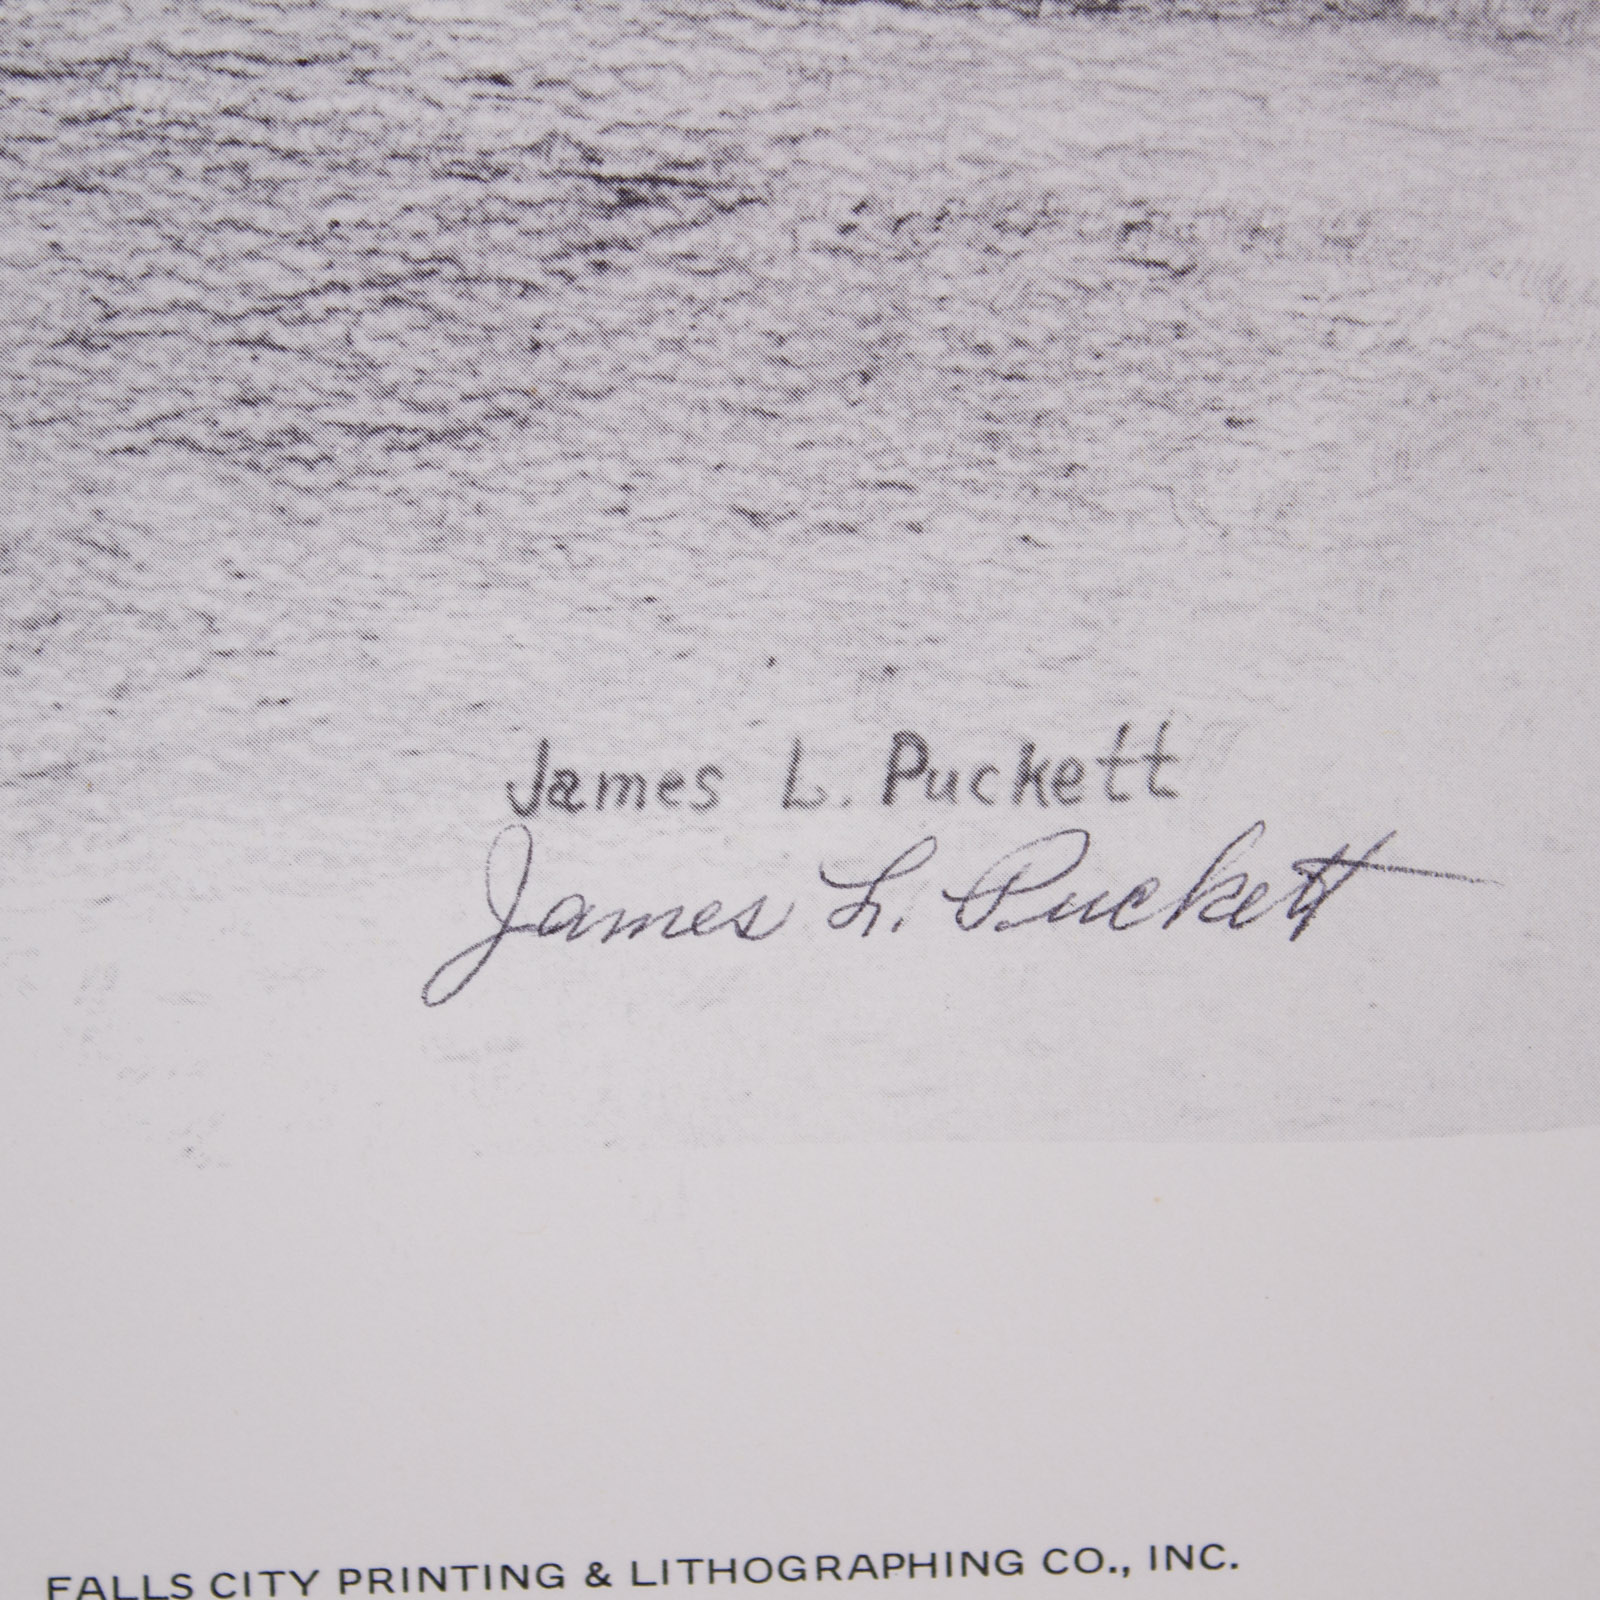 James L. Puckett
James L. Puckett
FALLS CITY PRINTING & LITHOGRAPHING CO., INC.